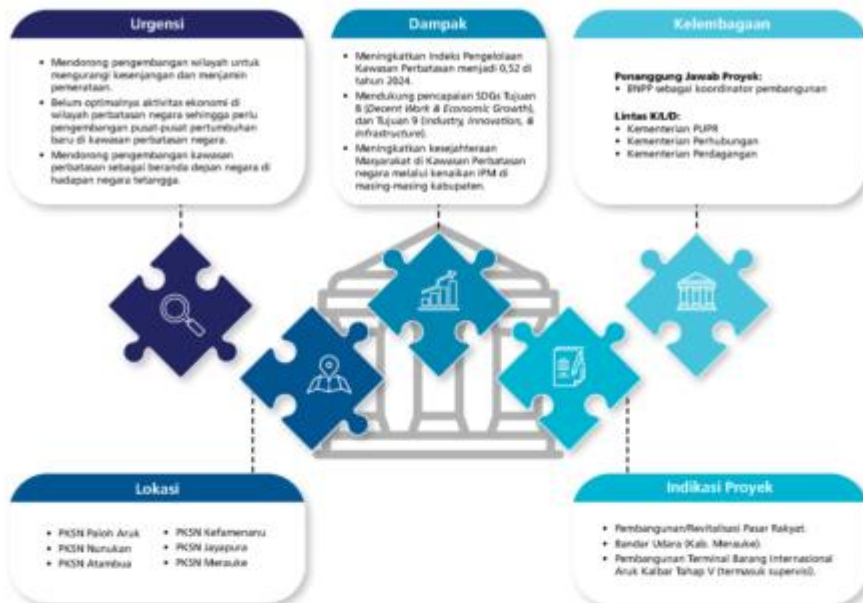 Urgensi
• Mendorong pengembangan wilayah untuk
mengurangi kesenjangan dan menjamin
pemerataan.
• Belum optimalnya aktivitas ekonomi di
wilayah perbatasan negara sehingga perlu
pengembangan pusat-pusat pertumbuhan
baru di kawasan perbatasan negara.
• Mendorong pengembangan kawasan
perbatasan sebagai beranda depan negara di
hadapan negara tetangga.
Dampak
• Meningkatkan Indeks Pengelolaan
Kawasan Perbatasan menjadi 0,52 di
tahun 2024.
• Mendukung pencapaian SDGs Tujuan
8 (Decent Work & Economic Growth),
dan Tujuan 9 (Industry, Innovation, &
Infrastructure).
• Meningkatkan kesejahteraan
Masyarakat di Kawasan Perbatasan
negara melalui kenaikan IPM di
masing-masing kabupaten.
Kelembagaan
Penanggung Jawab Proyek:
• BNPP sebagai koordinator pembangunan
Lintas K/L/D:
• Kementerian PUPR
• Kementerian Perhubungan
• Kementerian Perdagangan
Lokasi
• PKSN Paloh Aruk
• PKSN Nunukan
• PKSN Atambua
• PKSN Kefamenanu
• PKSN Jayapura
• PKSN Merauke
Indikasi Proyek
• Pembangunan/Revitalisasi Pasar Rakyat.
• Bandar Udara (Kab. Merauke).
• Pembangunan Terminal Barang Internasional
Aruk Kalbar Tahap V (termasuk supervisi).